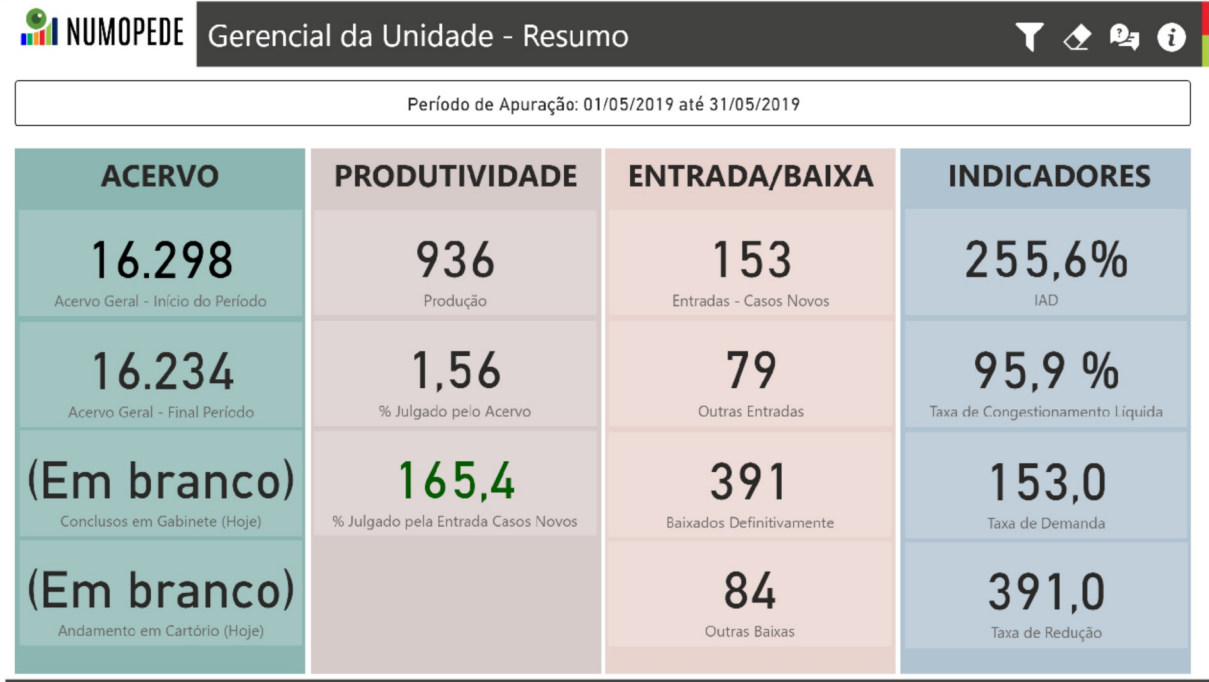 NUMOPEDE
Gerencial da Unidade - Resumo
Período de Apuração: 01/05/2019 até 31/05/2019
ACERVO
16.298
Acervo Geral - Início do Período
16.234
Acervo Geral - Final Período
(Em branco)
Conclusos em Gabinete (Hoje)
(Em branco)
Andamento em Cartório (Hoje)
PRODUTIVIDADE
936
Produção
1,56
% Julgado pelo Acervo
165,4
% Julgado pela Entrada Casos Novos
ENTRADA/BAIXA
153
Entradas - Casos Novos
79
Outras Entradas
391
Baixados Definitivamente
84
Outras Baixas
INDICADORES
255,6%
IAD
95,9 %
Taxa de Congestionamento Líquida
153,0
Taxa de Demanda
391,0
Taxa de Redução